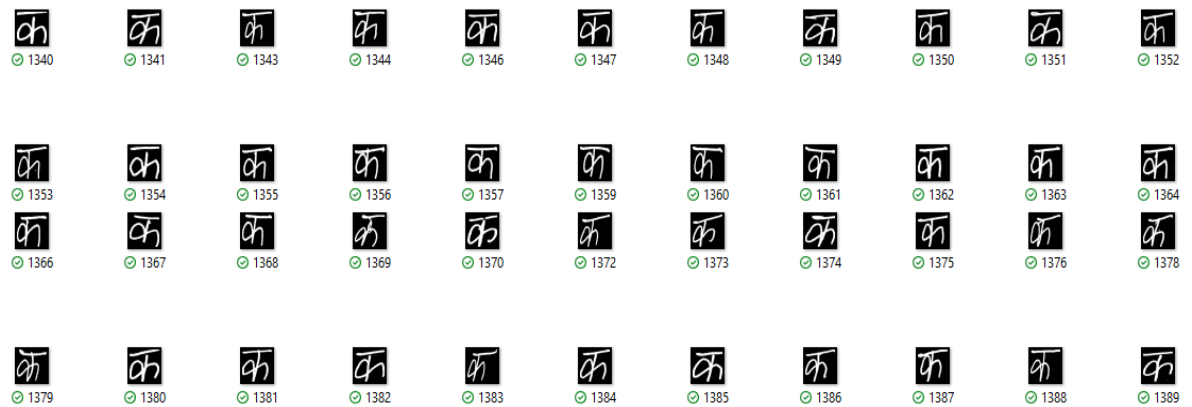 क क क क क क क क क क क
1340 1341 1343 1344 1346 1347 1348 1349 1350 1351 1352
क क क क क क क क क क क
1353 1354 1355 1356 1357 1359 1360 1361 1362 1363 1364
क क क क क क क क क क क
1366 1367 1368 1369 1370 1372 1373 1374 1375 1376 1378
क क क क क क क क क क क
1379 1380 1381 1382 1383 1384 1385 1386 1387 1388 1389